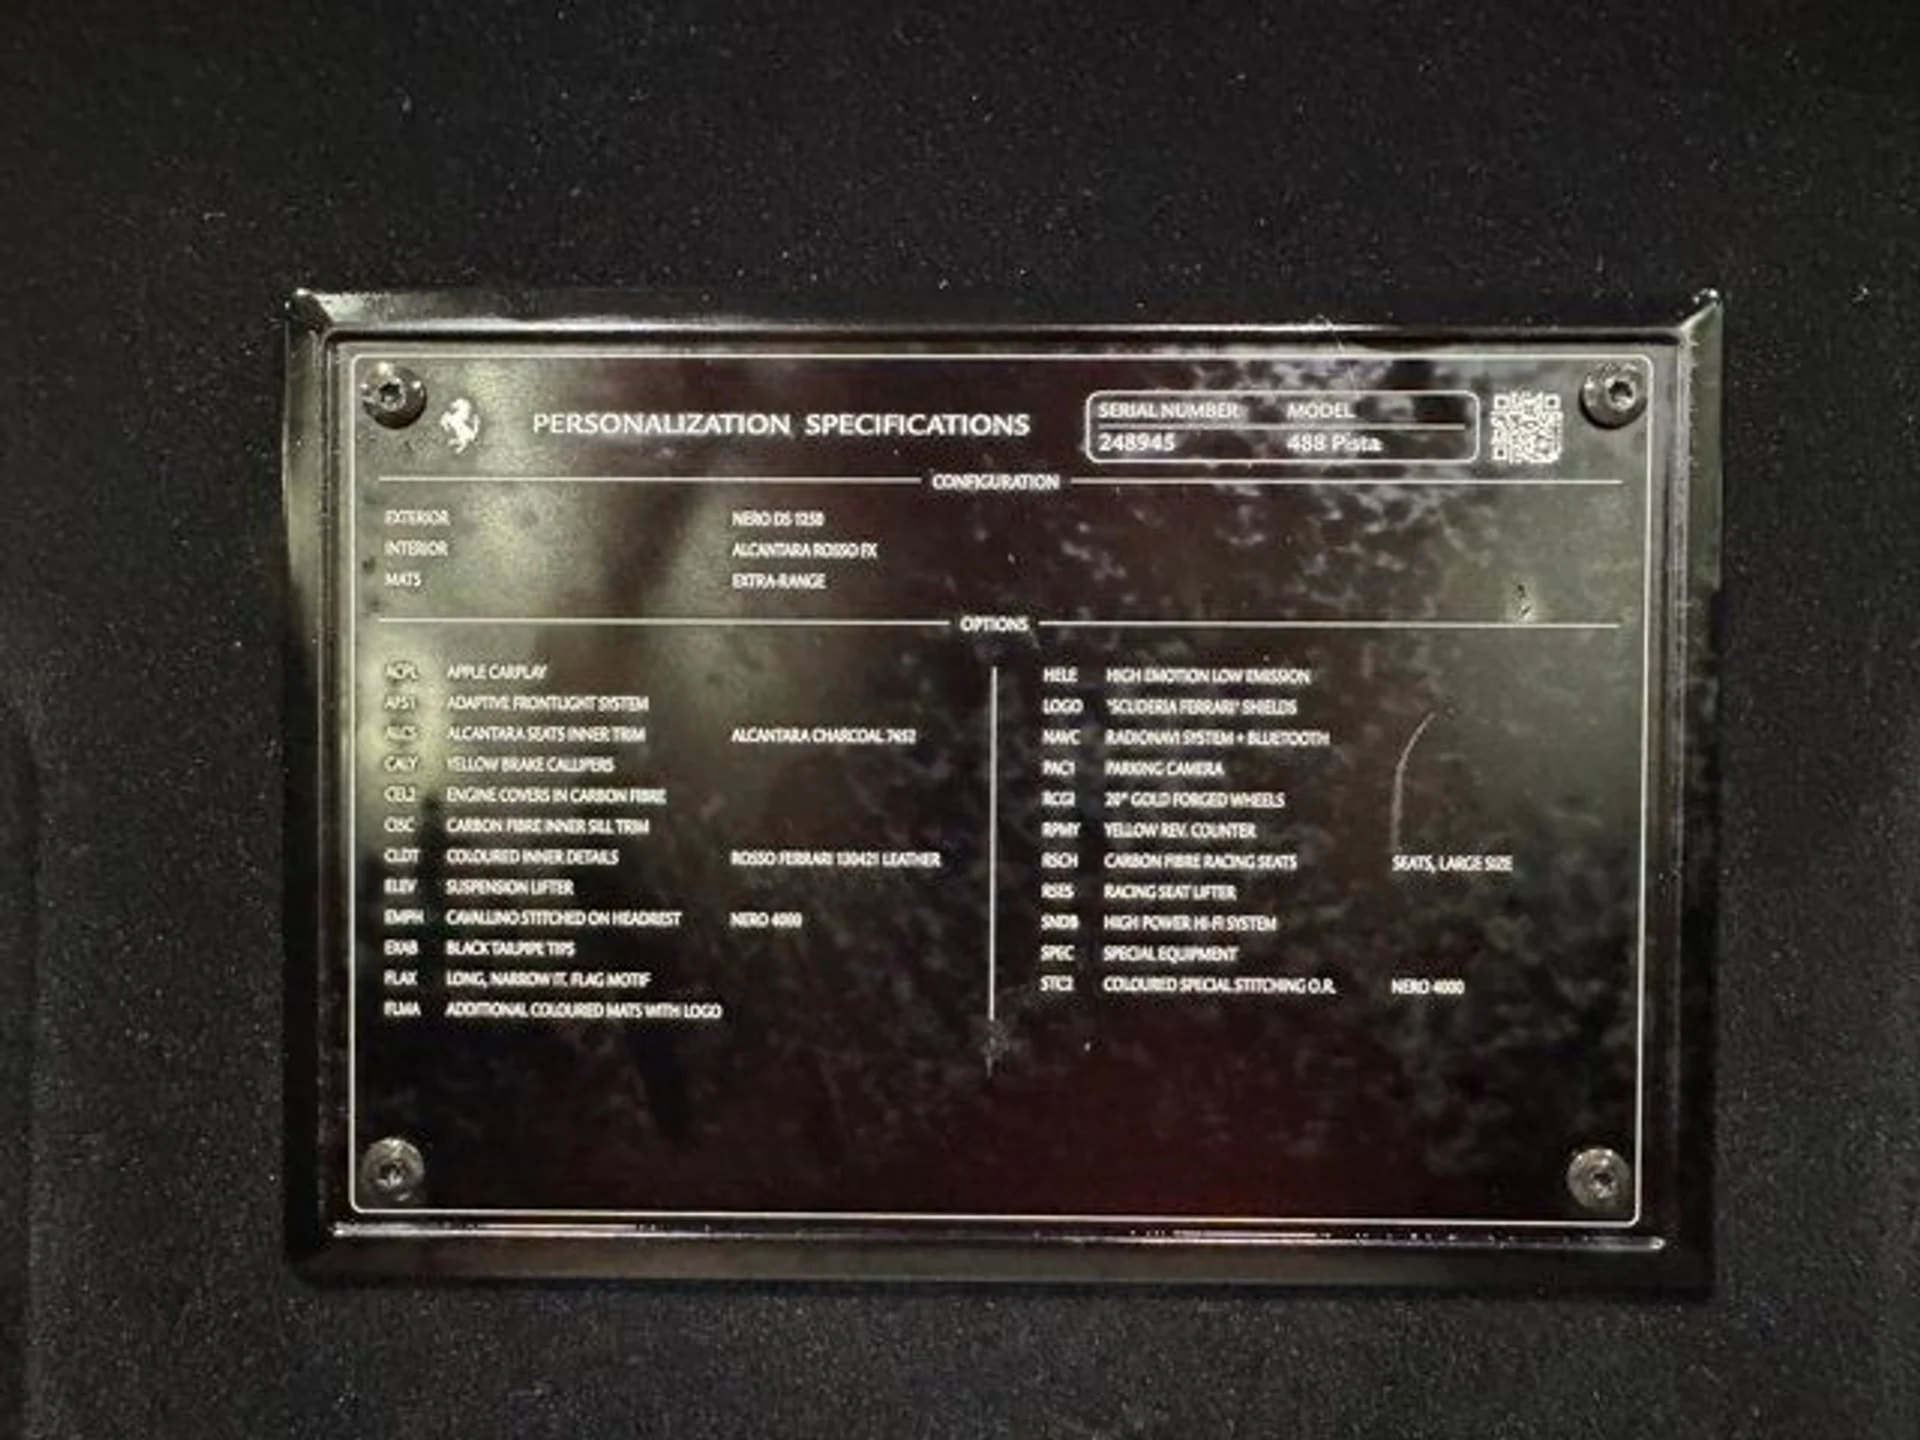 PERSONALIZATION SPECIFICATIONS
SERIAL NUMBER MODEL
248945 488 Pista
CONFIGURATION
EXTERIOR NERO DS 1250
INTERIOR ALCANTARA ROSSO FX
MATS EXTRA-RANGE
OPTIONS
ACPL APPLE CARPLAY
AFS1 ADAPTIVE FRONTLIGHT SYSTEM
ALCS ALCANTARA SEATS INNER TRIM ALCANTARA CHARCOAL 7452
CALY YELLOW BRAKE CALLIPERS
CEL2 ENGINE COVERS IN CARBON FIBRE
CISC CARBON FIBRE INNER SILL TRIM
CLDT COLOURED INNER DETAILS ROSSO FERRARI 130421 LEATHER
ELEV SUSPENSION LIFTER
EMPH CAVALLINO STITCHED ON HEADREST NERO 4000
EXAB BLACK TAILPIPE TIPS
FLAX LONG, NARROW IT. FLAG MOTIF
FLMA ADDITIONAL COLOURED MATS WITH LOGO
HELE HIGH EMOTION LOW EMISSION
LOGO "SCUDERIA FERRARI" SHIELDS
NAVC RADIONAVI SYSTEM + BLUETOOTH
PAC1 PARKING CAMERA
RCG2 20" GOLD FORGED WHEELS
RPMY YELLOW REV. COUNTER
RSCH CARBON FIBRE RACING SEATS SEATS, LARGE SIZE
RSES RACING SEAT LIFTER
SNDB HIGH POWER HI-FI SYSTEM
SPEC SPECIAL EQUIPMENT
STC2 COLOURED SPECIAL STITCHING O.R. NERO 4000